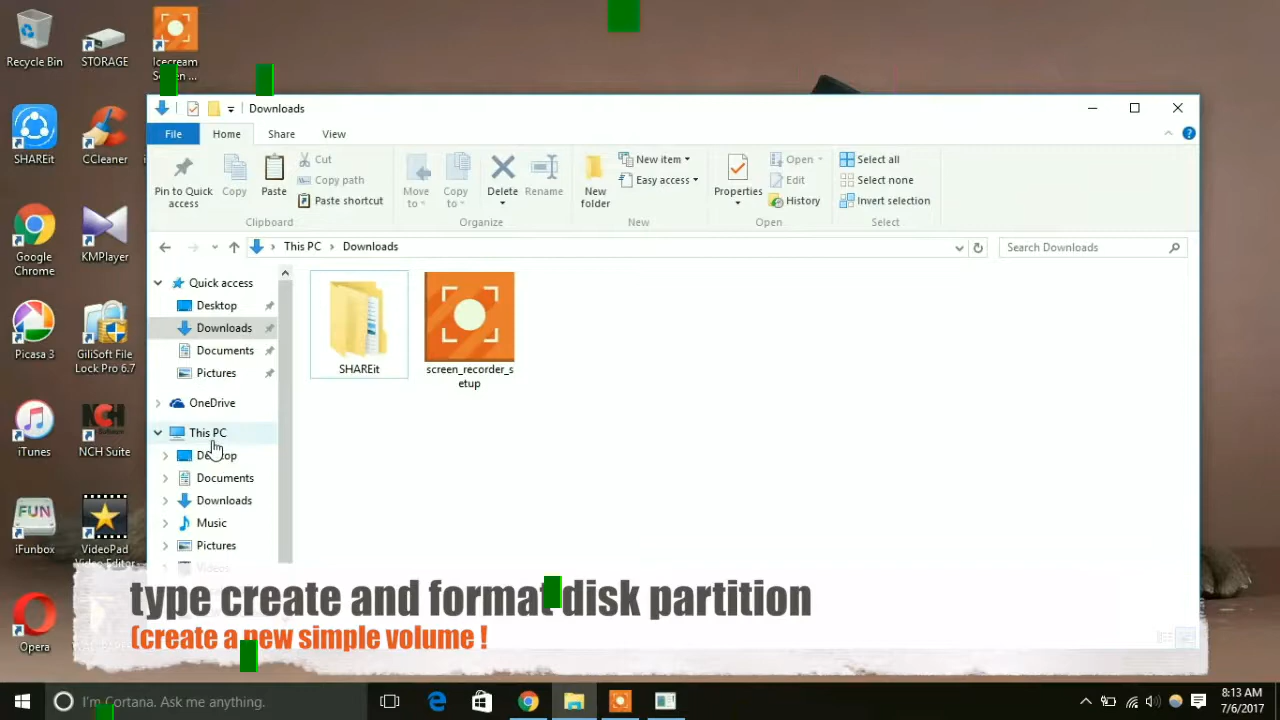 Recycle Bin
STORAGE
Icecream
Screen ...
SHAREit
CCleaner
Google
Chrome
KMPlayer
Picasa 3
GiliSoft File
Lock Pro 6.7
iTunes
NCH Suite
iFunbox
VideoPad
Video Editor
Opera
Downloads
File
Home
Share
View
Pin to Quick
access
Copy
Paste
Cut
Copy path
Paste shortcut
Clipboard
Move
to
Copy
to
Delete
Rename
Organize
New
folder
New item
Easy access
New
Properties
Open
Edit
History
Open
Select all
Select none
Invert selection
Select
This PC > Downloads
Search Downloads
Quick access
Desktop
Downloads
Documents
Pictures
OneDrive
This PC
Desktop
Documents
Downloads
Music
Pictures
Videos
SHAREit
screen_recorder_s
etup
type create and format disk partition
(create a new simple volume !
I'm Cortana. Ask me anything.
8:13 AM
7/6/2017